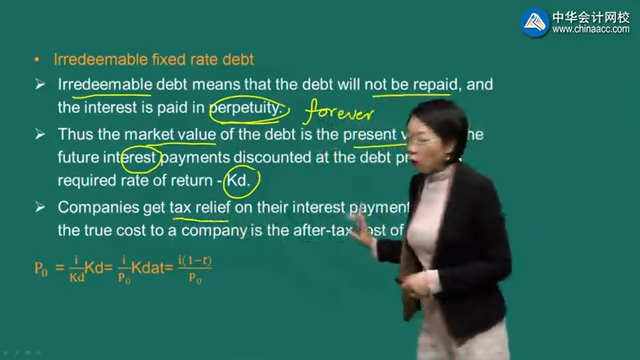 中华会计网校
www.chinaacc.com
• Irredeemable fixed rate debt
➢ Irredeemable debt means that the debt will not be repaid, and
the interest is paid in perpetuity. forever
➢ Thus the market value of the debt is the present the
future interest payments discounted at the debt
required rate of return - Kd.
➢ Companies get tax relief on their interest payment
the true cost to a company is the after-tax cost of
P₀ = i/Kd Kd= i/P₀ Kdat= i(1−t)/P₀